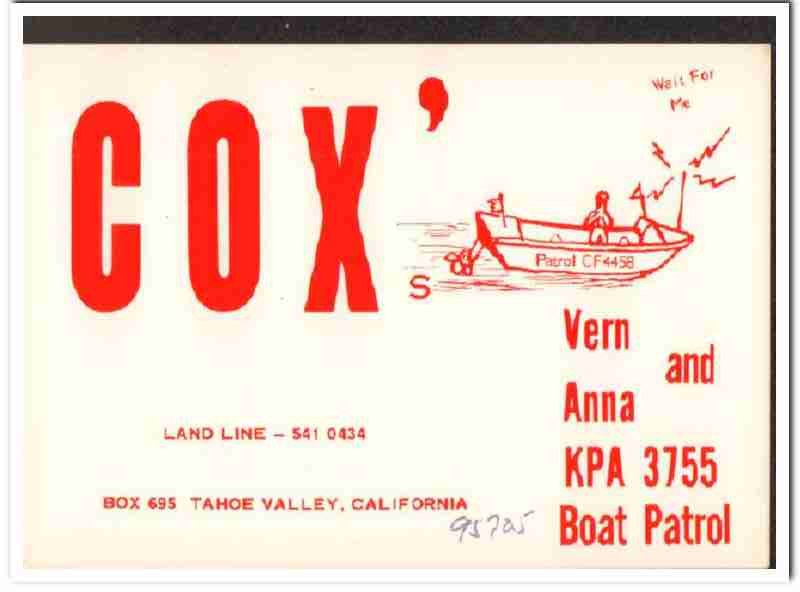 COX'
S
Wait For
Me
Patrol CF4458
Vern
and
Anna
KPA 3755
Boat Patrol
LAND LINE – 541 0434
BOX 695 TAHOE VALLEY, CALIFORNIA
95705